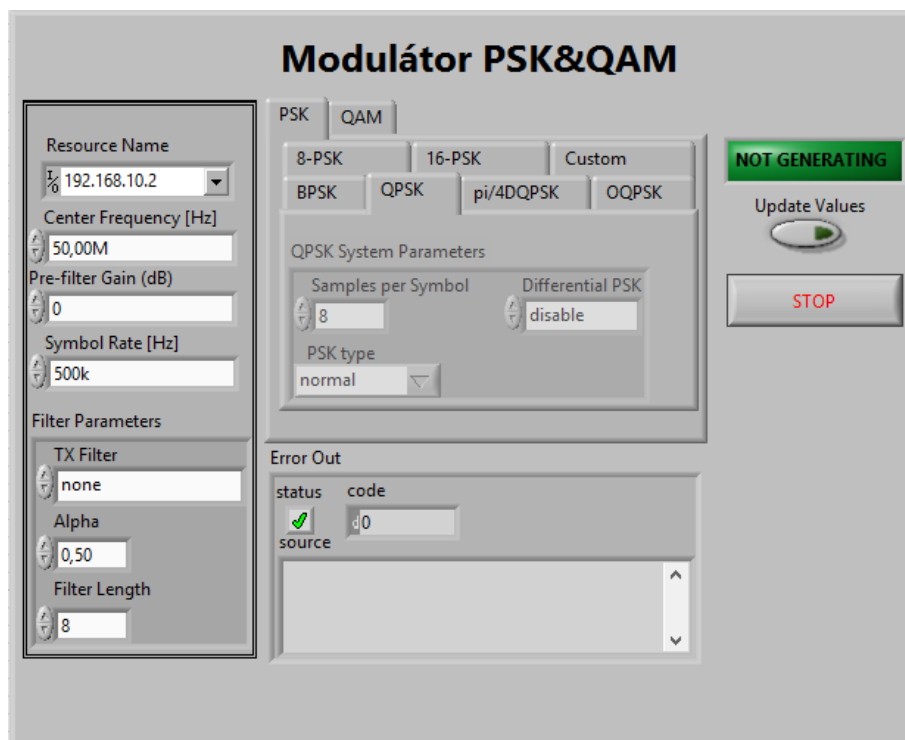 Modulátor PSK&QAM
Resource Name
I/0 192.168.10.2
Center Frequency [Hz]
50,00M
Pre-filter Gain (dB)
0
Symbol Rate [Hz]
500k
Filter Parameters
TX Filter
none
Alpha
0,50
Filter Length
8
PSK QAM
8-PSK 16-PSK Custom
BPSK QPSK pi/4DQPSK OQPSK
QPSK System Parameters
Samples per Symbol Differential PSK
8 disable
PSK type
normal
Error Out
status code
d0
source
NOT GENERATING
Update Values
STOP